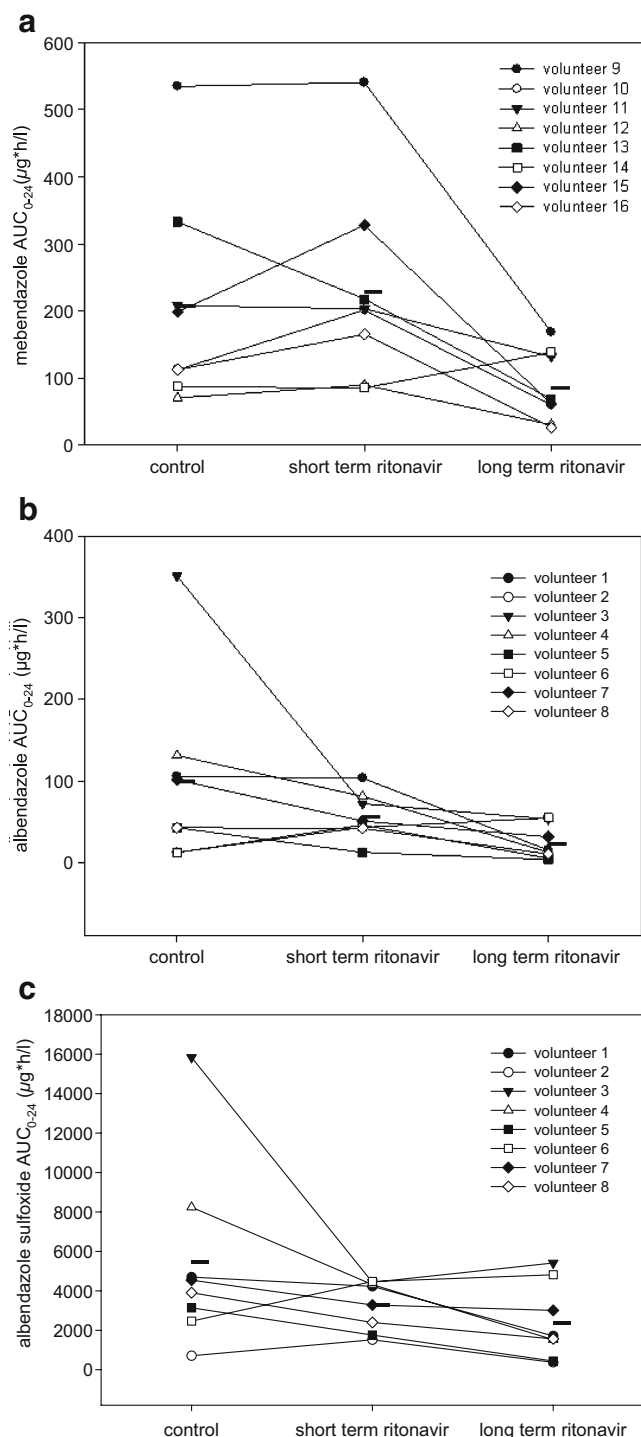 a
mebendazole AUC0-24 (µg*h/l)
600
500
400
300
200
100
0
control
short term ritonavir
long term ritonavir
volunteer 9
volunteer 10
volunteer 11
volunteer 12
volunteer 13
volunteer 14
volunteer 15
volunteer 16
b
albendazole AUC0-24 (µg*h/l)
400
300
200
100
0
control
short term ritonavir
long term ritonavir
volunteer 1
volunteer 2
volunteer 3
volunteer 4
volunteer 5
volunteer 6
volunteer 7
volunteer 8
c
albendazole sulfoxide AUC0-24 (µg*h/l)
18000
16000
14000
12000
10000
8000
6000
4000
2000
0
control
short term ritonavir
long term ritonavir
volunteer 1
volunteer 2
volunteer 3
volunteer 4
volunteer 5
volunteer 6
volunteer 7
volunteer 8